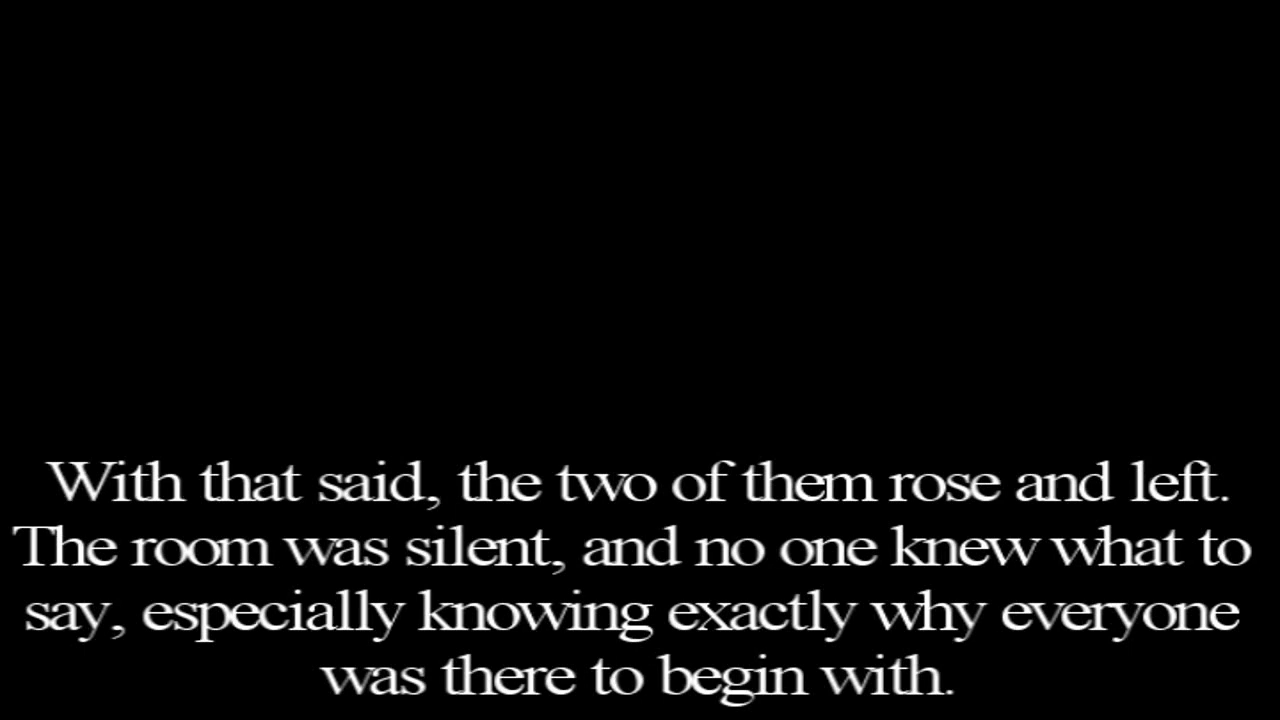 With that said, the two of them rose and left.
The room was silent, and no one knew what to
say, especially knowing exactly why everyone
was there to begin with.